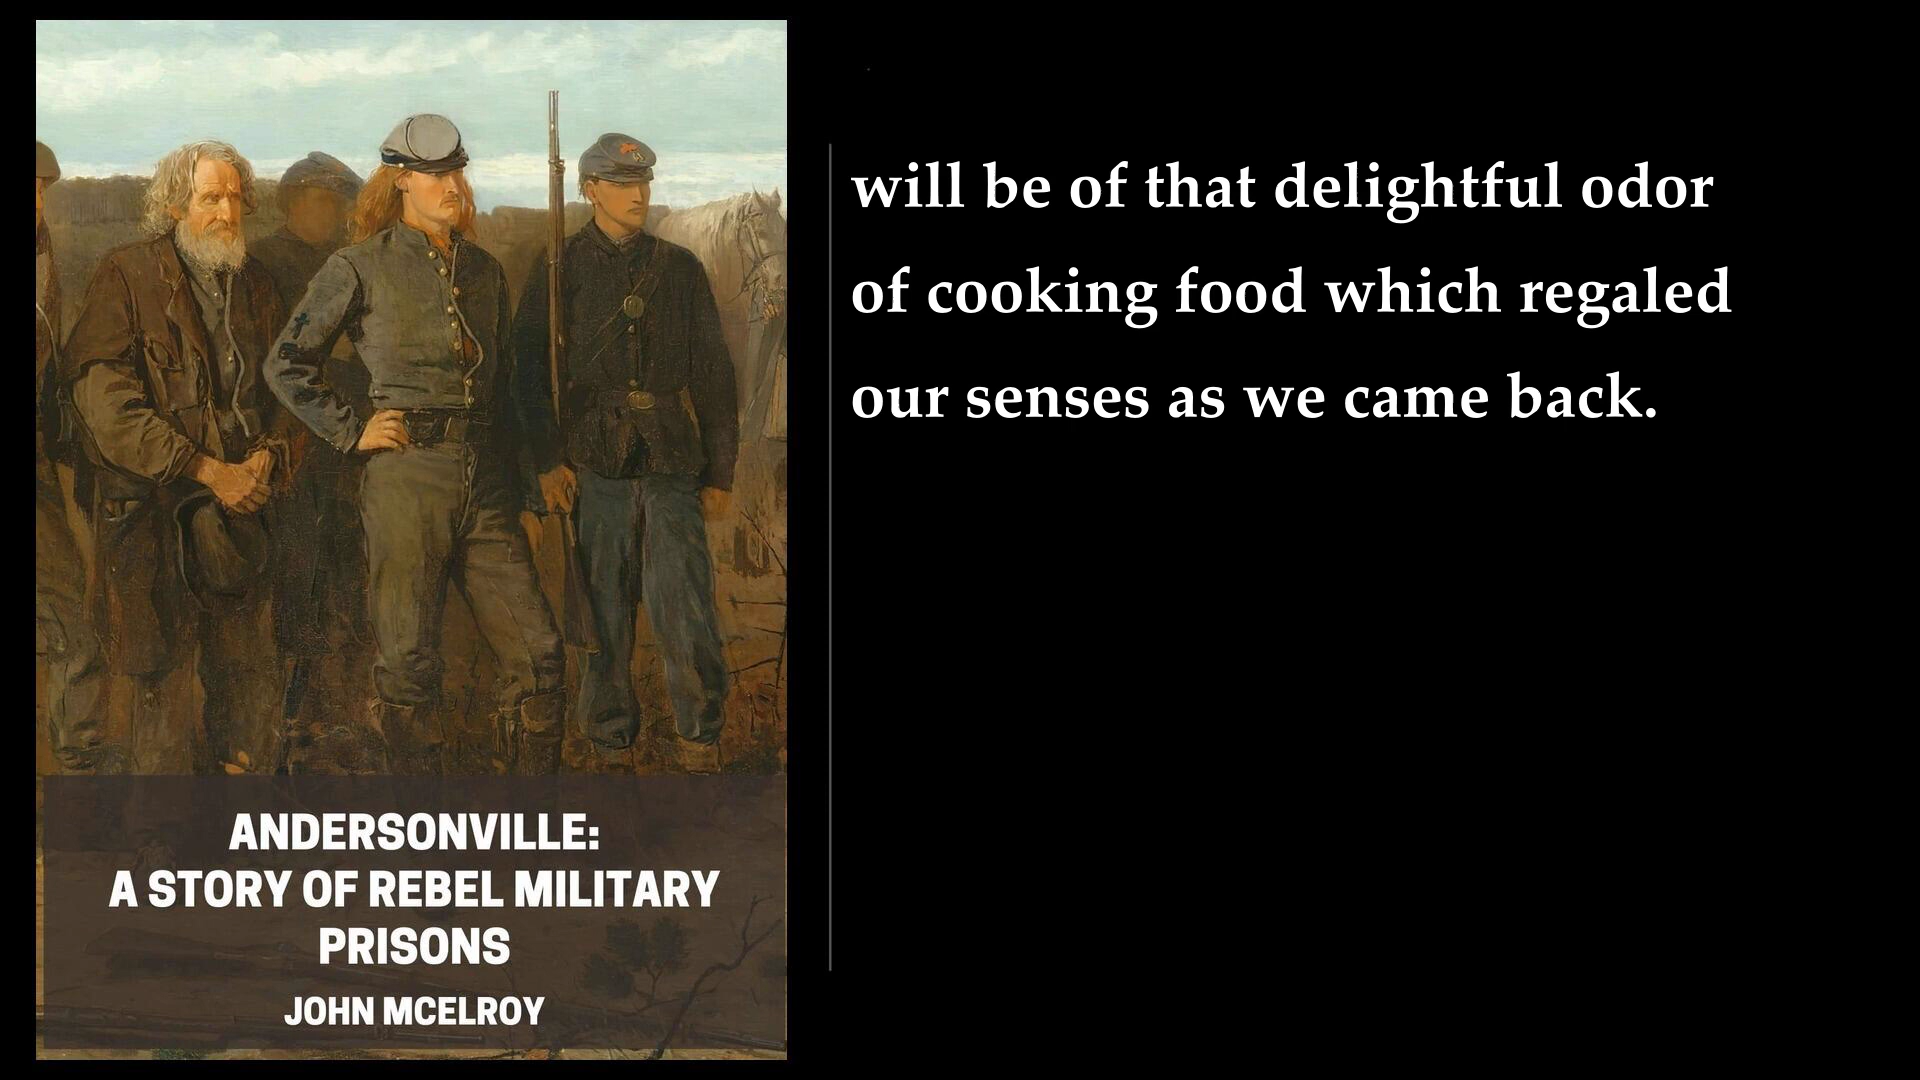 will be of that delightful odor
of cooking food which regaled
our senses as we came back.
ANDERSONVILLE:
A STORY OF REBEL MILITARY
PRISONS
JOHN MCELROY